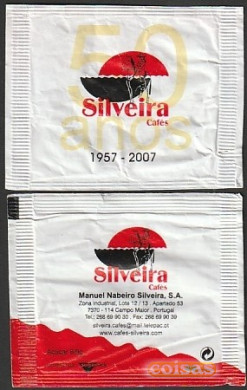 50
anos
Silveira
Cafés
1957 - 2007
Silveira
Cafés
Manuel Nabeiro Silveira, S.A.
Zona Industrial, Lote 12 / 13 . Apartado 53
7370 - 114 Campo Maior . Portugal
Tel.: 268 69 90 30 . Fax: 268 69 90 39
silveira.cafes@mail.telepac.pt
www.cafes-silveira.com
coisas